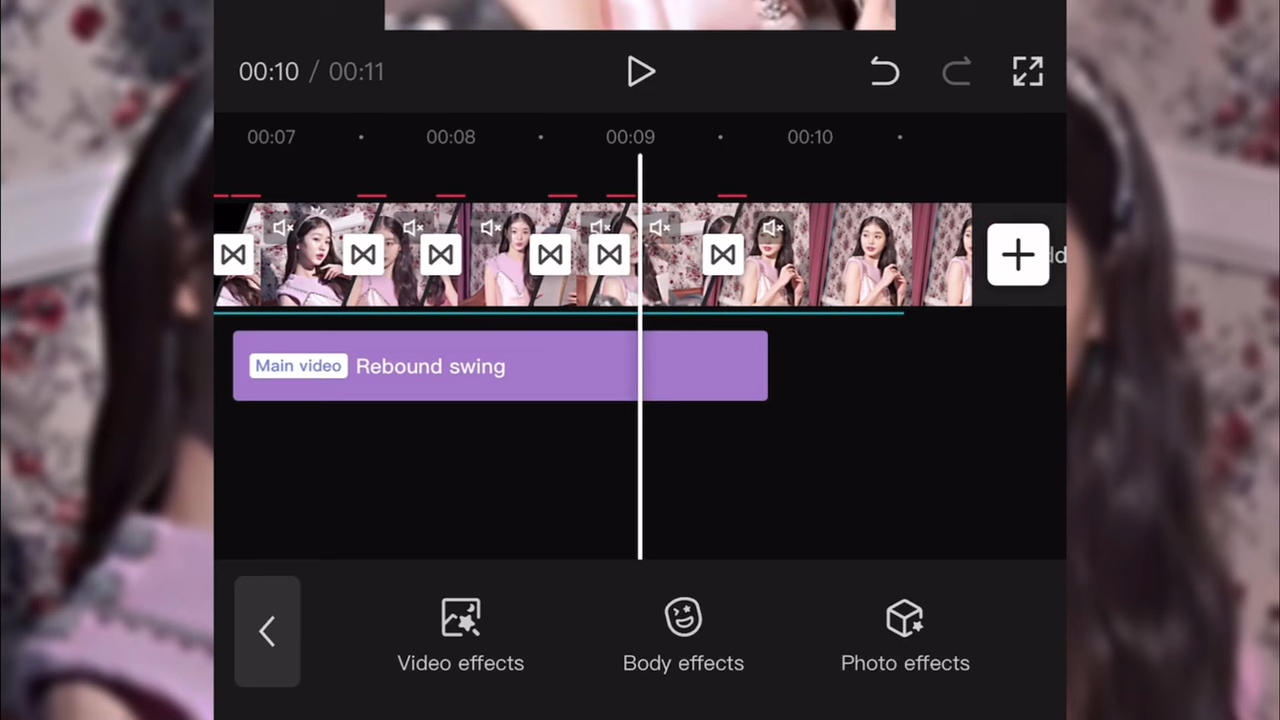 00:10 / 00:11
00:07 00:08 00:09 00:10
Main video Rebound swing
Video effects Body effects Photo effects